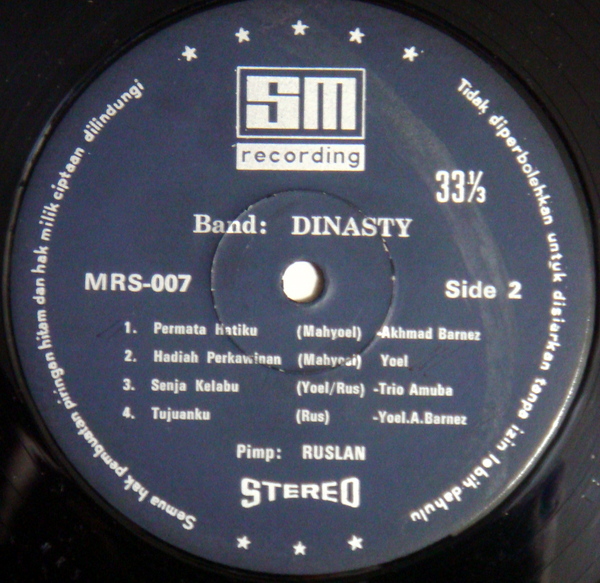 SM
recording
33⅓
Band: DINASTY
MRS-007
Side 2
1. Permata Hatiku (Mahyoel) -Akhmad Barnez
2. Hadiah Perkawinan (Mahyoel) Yoel
3. Senja Kelabu (Yoel/Rus) -Trio Amuba
4. Tujuanku (Rus) -Yoel.A.Barnez
Pimp: RUSLAN
STEREO
Semua hak pembuatan piringan hitam dan hak milik ciptaan dilindungi
Tidak diperbolehkan untuk disiarkan tanpa izin lebih dahulu